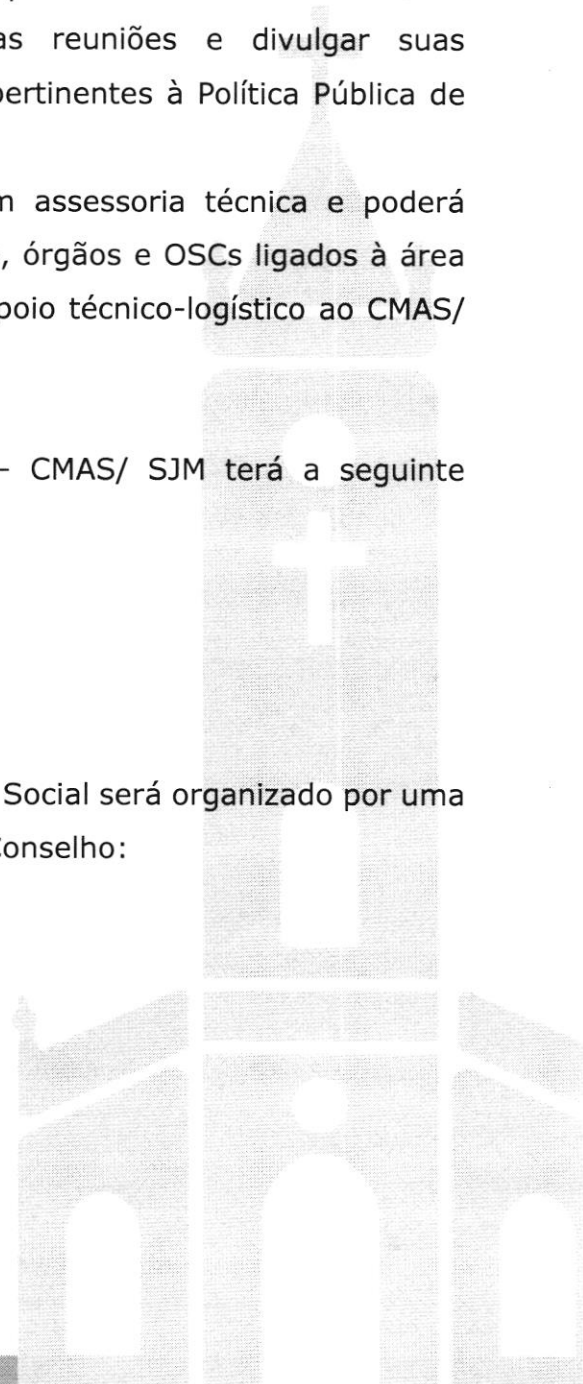 as reuniões e divulgar suas
pertinentes à Política Pública de
assessoria técnica e poderá
, órgãos e OSCs ligados à área
poio técnico-logístico ao CMAS/
– CMAS/ SJM terá a seguinte
Social será organizado por uma
Conselho: